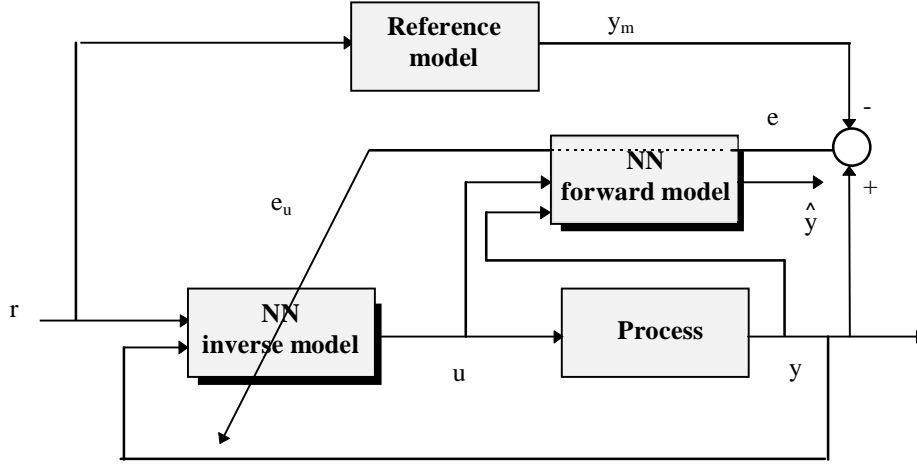 Reference
model
y_m
-
e
NN
forward model
+
ŷ
e_u
r
NN
inverse model
u
Process
y